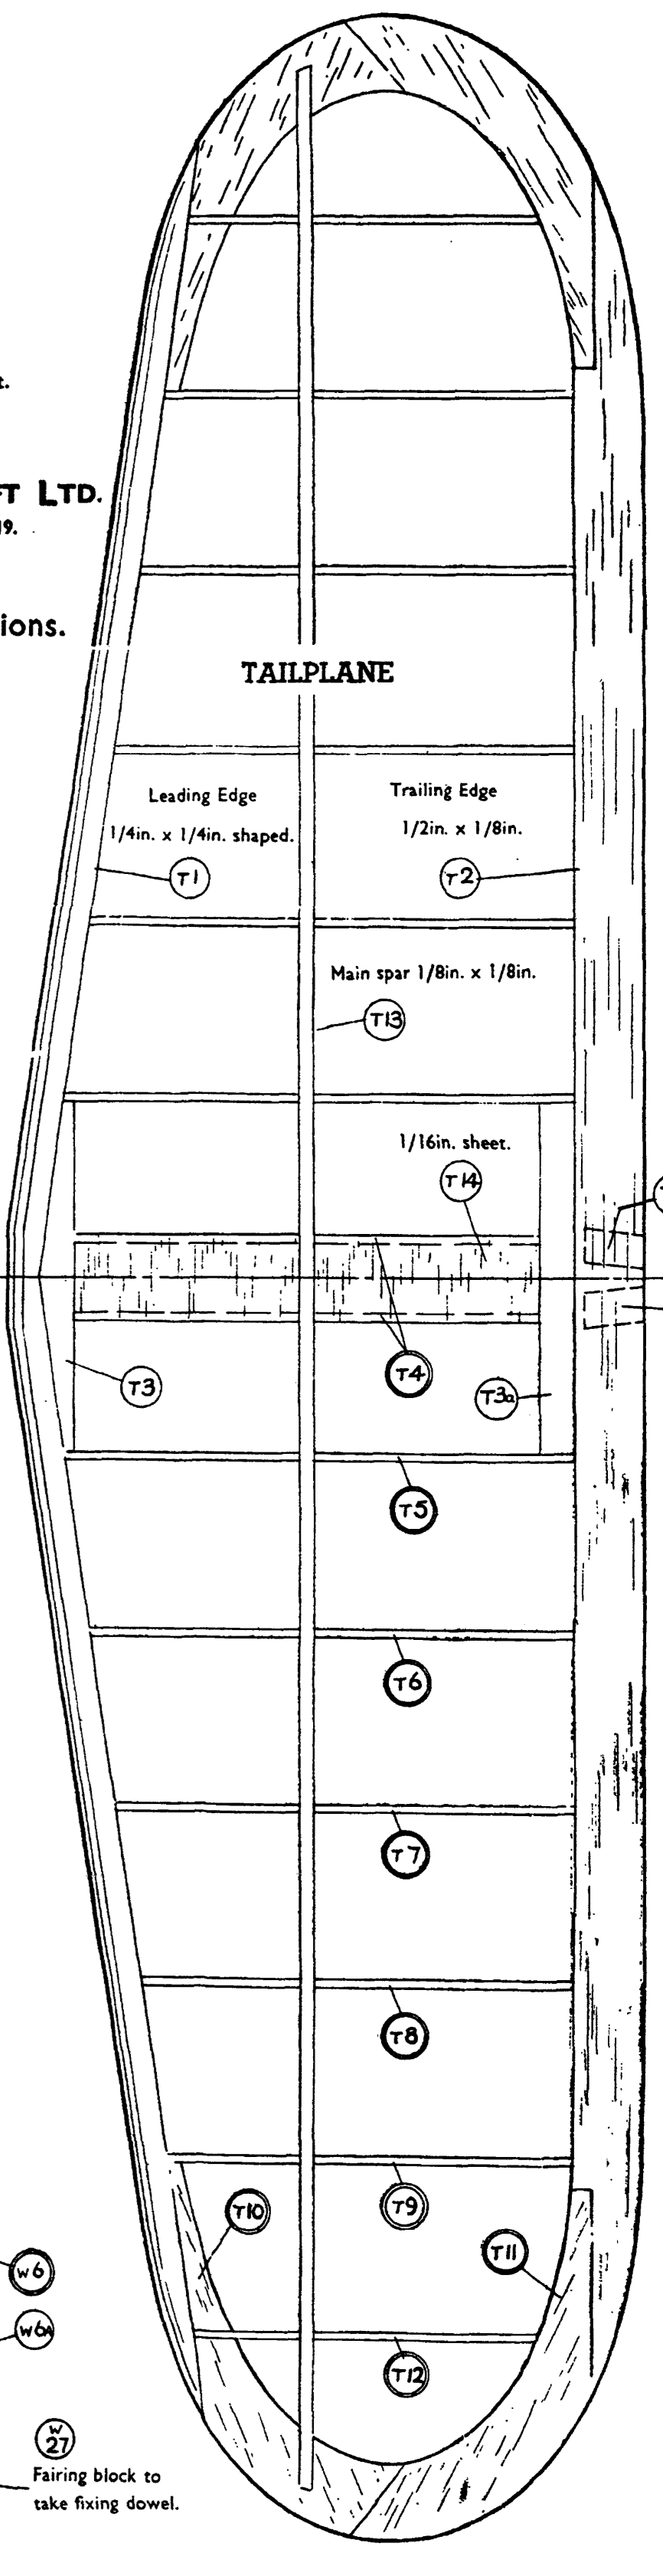 t.
FT LTD.
19.
ions.
TAILPLANE
Leading Edge
1/4in. x 1/4in. shaped.
T1
Trailing Edge
1/2in. x 1/8in.
T2
Main spar 1/8in. x 1/8in.
T13
1/16in. sheet.
T14
T3
T4
T3a
T5
T6
T7
T8
T9
T10
T11
T12
W6
W6A
W
27
Fairing block to
take fixing dowel.